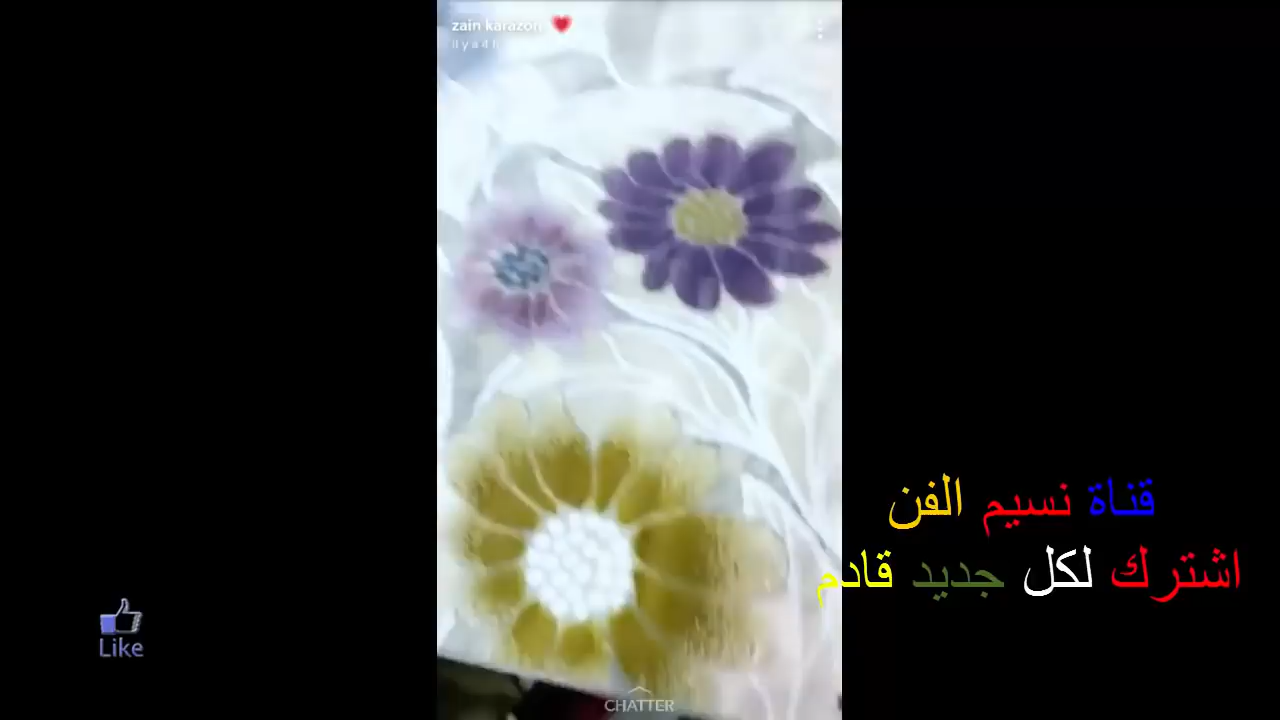 zain karazon
قناة نسيم الفن
اشترك لكل جديد قادم
Like
CHATTER